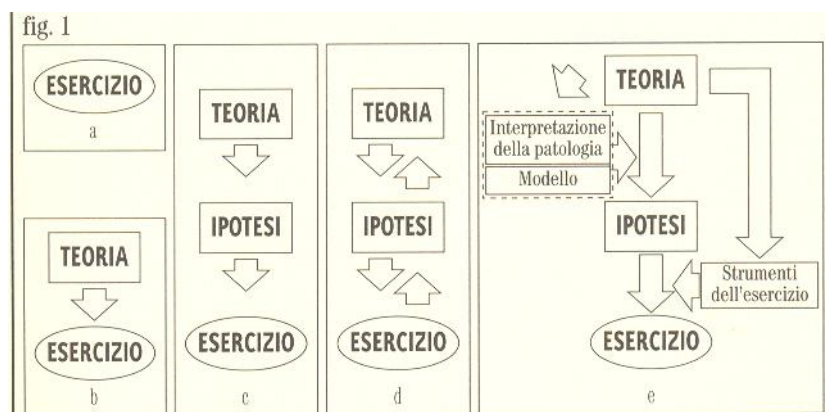 fig. 1
ESERCIZIO
a
TEORIA
ESERCIZIO
b
TEORIA
IPOTESI
ESERCIZIO
c
TEORIA
IPOTESI
ESERCIZIO
d
TEORIA
Interpretazione
della patologia
Modello
IPOTESI
Strumenti
dell'esercizio
ESERCIZIO
e